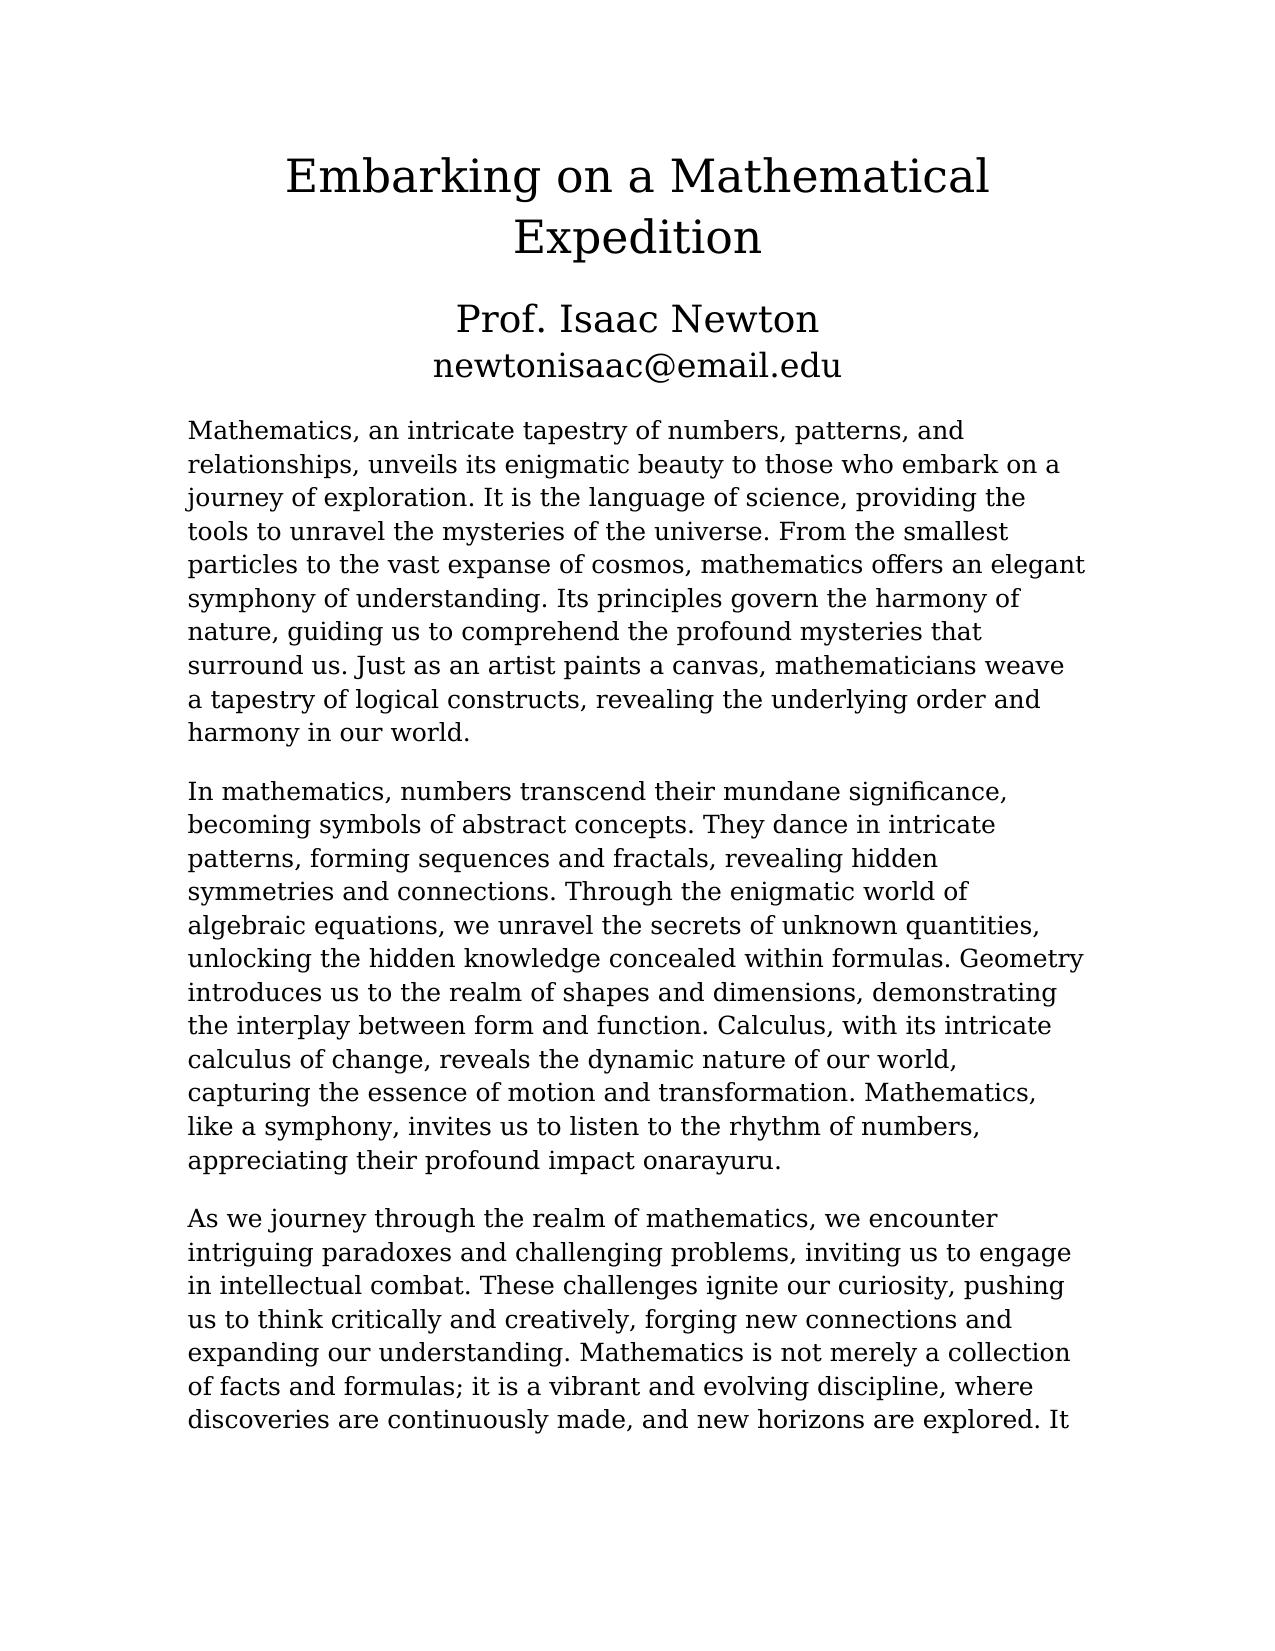 Embarking on a Mathematical
Expedition
Prof. Isaac Newton
newtonisaac@email.edu
Mathematics, an intricate tapestry of numbers, patterns, and
relationships, unveils its enigmatic beauty to those who embark on a
journey of exploration. It is the language of science, providing the
tools to unravel the mysteries of the universe. From the smallest
particles to the vast expanse of cosmos, mathematics offers an elegant
symphony of understanding. Its principles govern the harmony of
nature, guiding us to comprehend the profound mysteries that
surround us. Just as an artist paints a canvas, mathematicians weave
a tapestry of logical constructs, revealing the underlying order and
harmony in our world.
In mathematics, numbers transcend their mundane significance,
becoming symbols of abstract concepts. They dance in intricate
patterns, forming sequences and fractals, revealing hidden
symmetries and connections. Through the enigmatic world of
algebraic equations, we unravel the secrets of unknown quantities,
unlocking the hidden knowledge concealed within formulas. Geometry
introduces us to the realm of shapes and dimensions, demonstrating
the interplay between form and function. Calculus, with its intricate
calculus of change, reveals the dynamic nature of our world,
capturing the essence of motion and transformation. Mathematics,
like a symphony, invites us to listen to the rhythm of numbers,
appreciating their profound impact onarayuru.
As we journey through the realm of mathematics, we encounter
intriguing paradoxes and challenging problems, inviting us to engage
in intellectual combat. These challenges ignite our curiosity, pushing
us to think critically and creatively, forging new connections and
expanding our understanding. Mathematics is not merely a collection
of facts and formulas; it is a vibrant and evolving discipline, where
discoveries are continuously made, and new horizons are explored. It